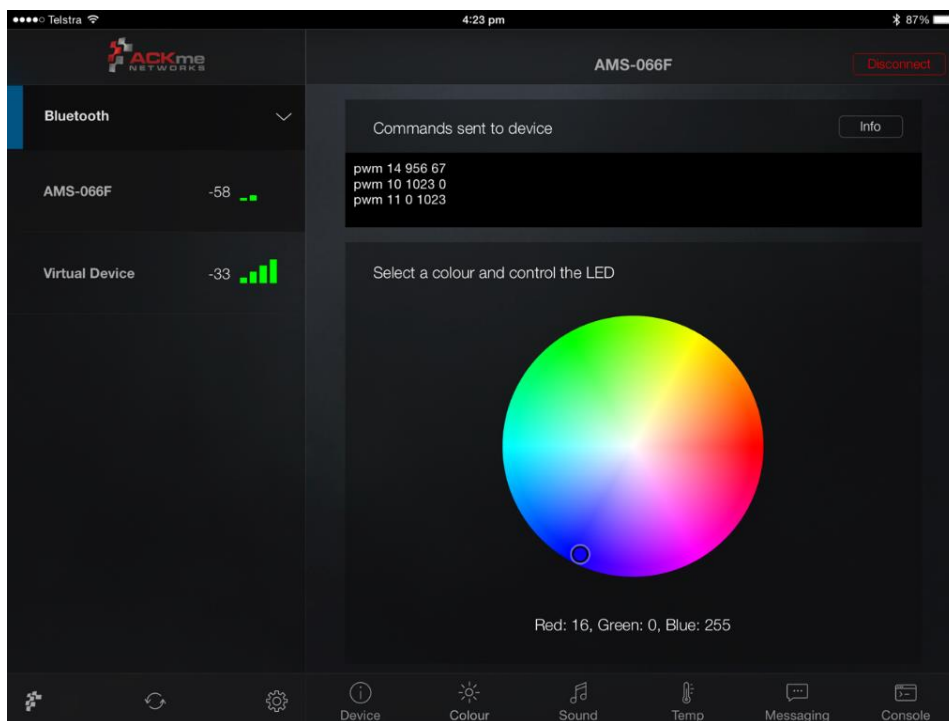 Telstra
4:23 pm
87%
ACKme
NETWORKS
AMS-066F
Disconnect
Bluetooth
AMS-066F -58
Virtual Device -33
Commands sent to device
Info
pwm 14 956 67
pwm 10 1023 0
pwm 11 0 1023
Select a colour and control the LED
Red: 16, Green: 0, Blue: 255
Device
Colour
Sound
Temp
Messaging
Console